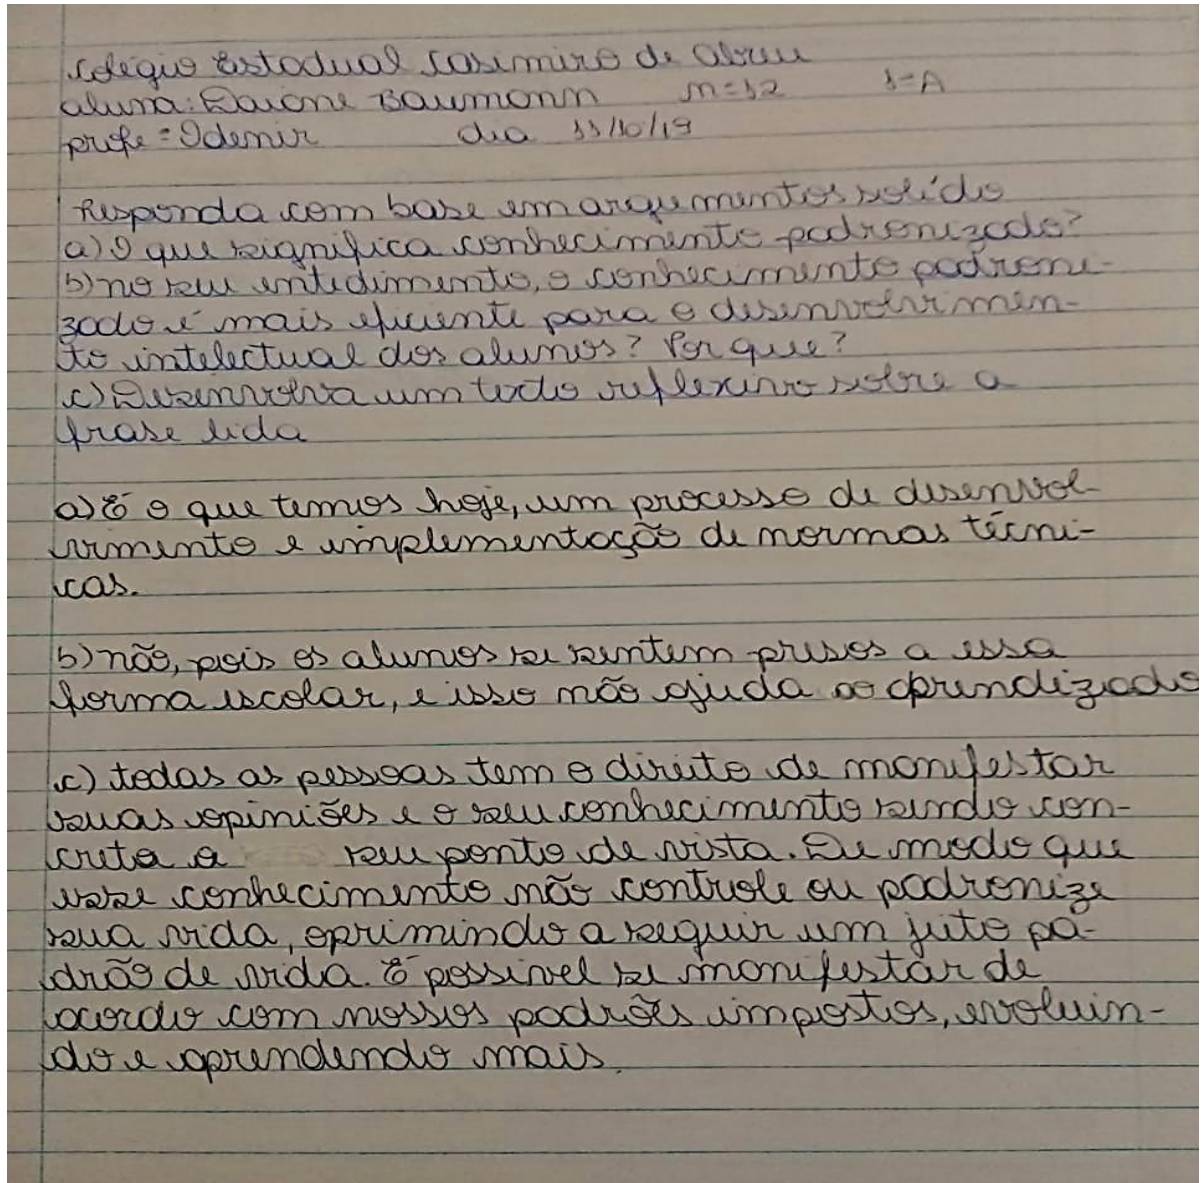 Colégio Estadual Casimiro de Abreu
aluna: Daiane Baumann n=12 1=A
profe = Idemir dia 11/10/19
Responda com base em arqumentos solido
a) O que significa conhecimento padronizado?
b) no seu entidimento, o conhecimento padroni-
zado é mais eficiente para o desenvolvimen-
to intelectual dos alunos? Por que?
c) Desenvolva um texto reflexivo sobre a
frase lida
a) É o que temos hoje, um processo de desenvol-
vimento e implementação de normas técni-
cas.
b) não, pois os alunos se sentem presos a essa
forma escolar, e isso não ajuda ao aprendizado
c) todas as pessoas tem o direito de manifestar
suas opiniões e o seu conhecimento sendo con-
creta a seu ponto de vista. De modo que
esse conhecimento não controle ou padronize
sua vida, oprimindo a seguir um jeito pa-
drão de vida. É possivel se manifestar de
acordo com nossos padrões impostos, evoluin-
do e aprendendo mais.